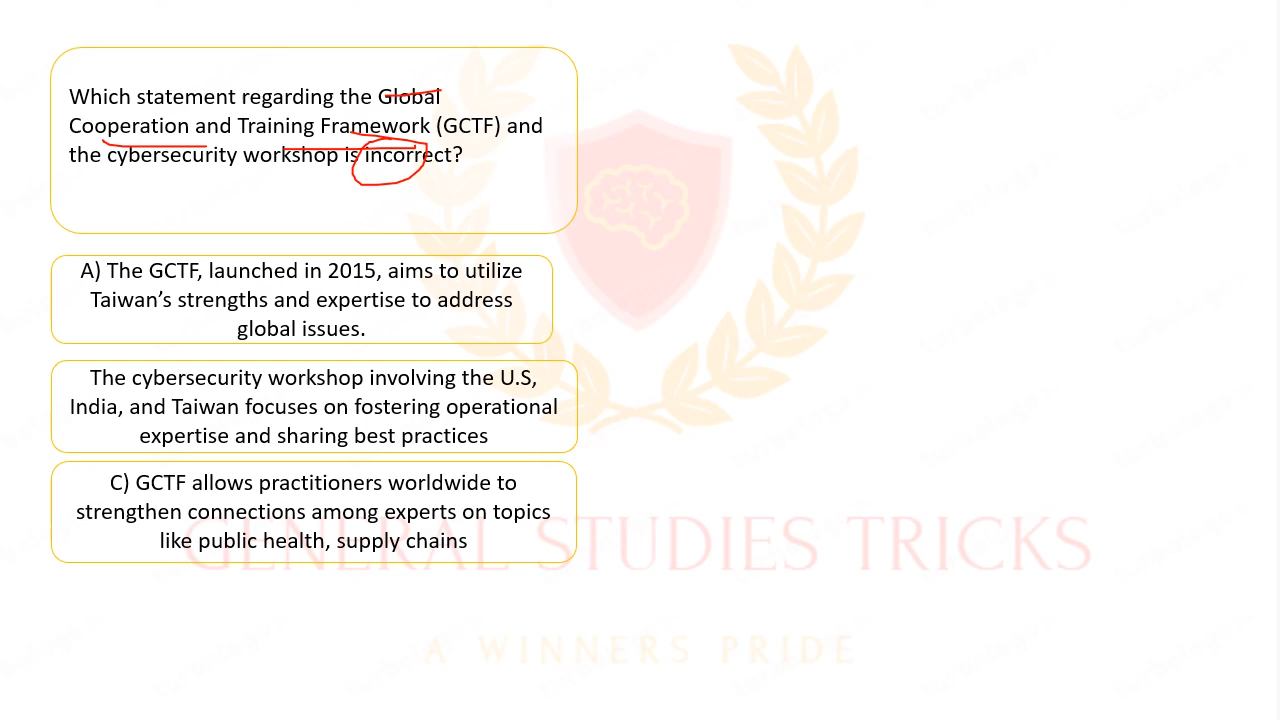 Which statement regarding the Global
Cooperation and Training Framework (GCTF) and
the cybersecurity workshop is incorrect?
A) The GCTF, launched in 2015, aims to utilize
Taiwan’s strengths and expertise to address
global issues.
The cybersecurity workshop involving the U.S,
India, and Taiwan focuses on fostering operational
expertise and sharing best practices
C) GCTF allows practitioners worldwide to
strengthen connections among experts on topics
like public health, supply chains
GENERAL STUDIES TRICKS
A WINNERS PRIDE